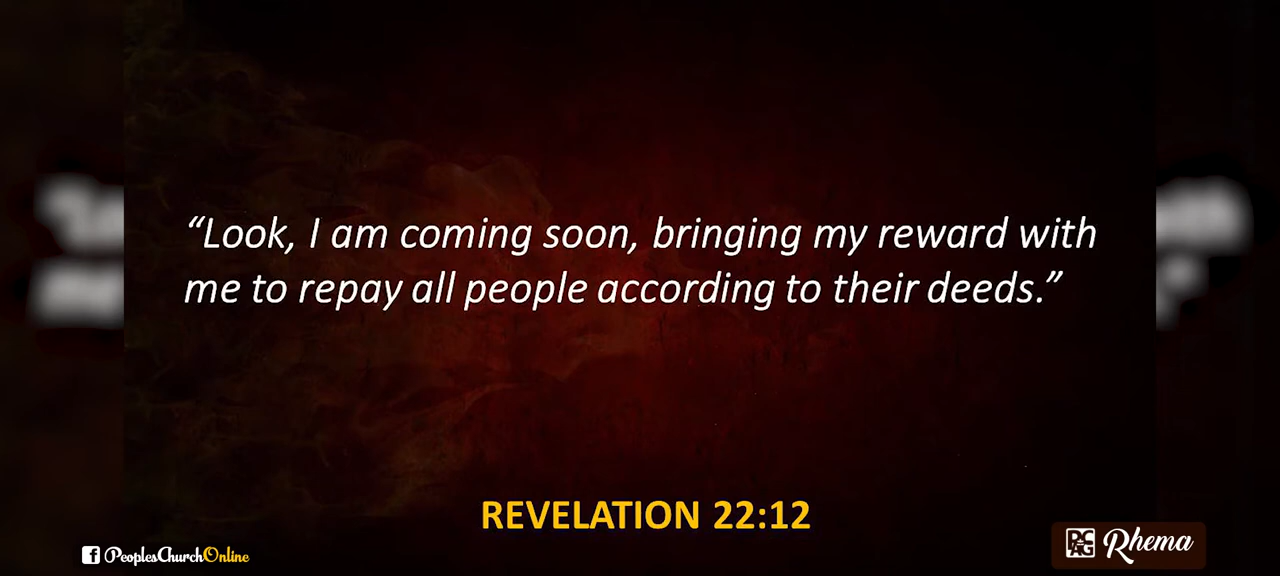 “Look, I am coming soon, bringing my reward with
me to repay all people according to their deeds.”
REVELATION 22:12
PeoplesChurchOnline
PCAG Rhema